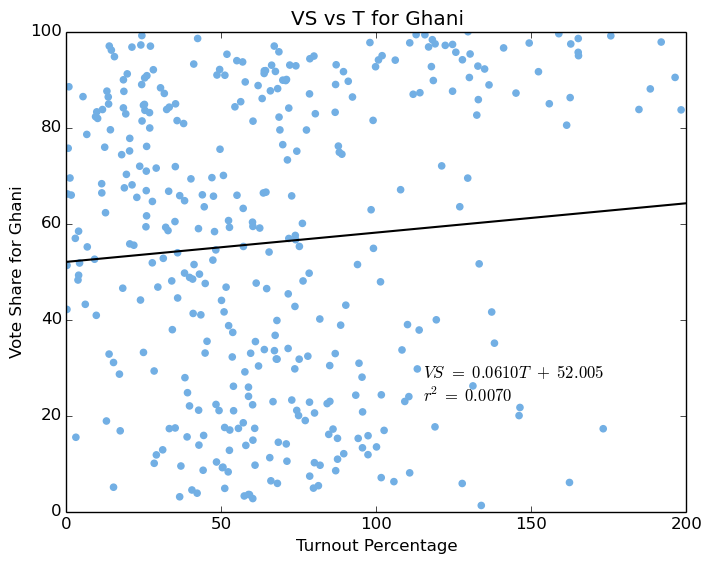 VS vs T for Ghani
100
80
60
40
20
0
Vote Share for Ghani
VS = 0.0610T + 52.005
r² = 0.0070
0 50 100 150 200
Turnout Percentage